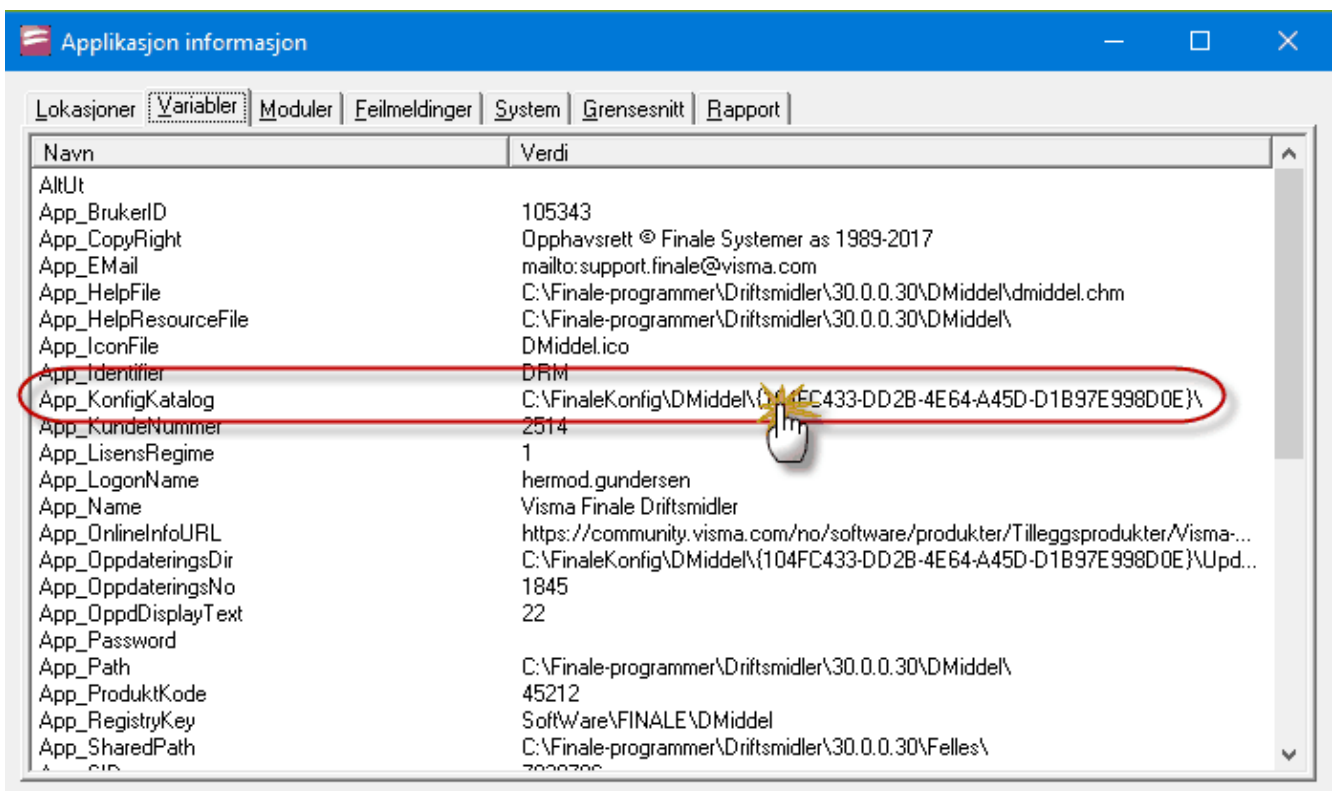 Applikasjon informasjon
Lokasjoner Variabler Moduler Feilmeldinger System Grensesnitt Rapport
Navn Verdi
AltUt
App_BrukerID 105343
App_CopyRight Opphavsrett © Finale Systemer as 1989-2017
App_EMail mailto:support.finale@visma.com
App_HelpFile C:\Finale-programmer\Driftsmidler\30.0.0.30\DMiddel\dmiddel.chm
App_HelpResourceFile C:\Finale-programmer\Driftsmidler\30.0.0.30\DMiddel\
App_IconFile DMiddel.ico
App_Identifier DRM
App_KonfigKatalog C:\FinaleKonfig\DMiddel\{104FC433-DD2B-4E64-A45D-D1B97E998D0E}\
App_KundeNummer 2514
App_LisensRegime 1
App_LogonName hermod.gundersen
App_Name Visma Finale Driftsmidler
App_OnlineInfoURL https://community.visma.com/no/software/produkter/Tilleggsprodukter/Visma-...
App_OppdateringsDir C:\FinaleKonfig\DMiddel\{104FC433-DD2B-4E64-A45D-D1B97E998D0E}\Upd...
App_OppdateringsNo 1845
App_OppdDisplayText 22
App_Password
App_Path C:\Finale-programmer\Driftsmidler\30.0.0.30\DMiddel\
App_ProduktKode 45212
App_RegistryKey SoftWare\FINALE\DMiddel
App_SharedPath C:\Finale-programmer\Driftsmidler\30.0.0.30\Felles\